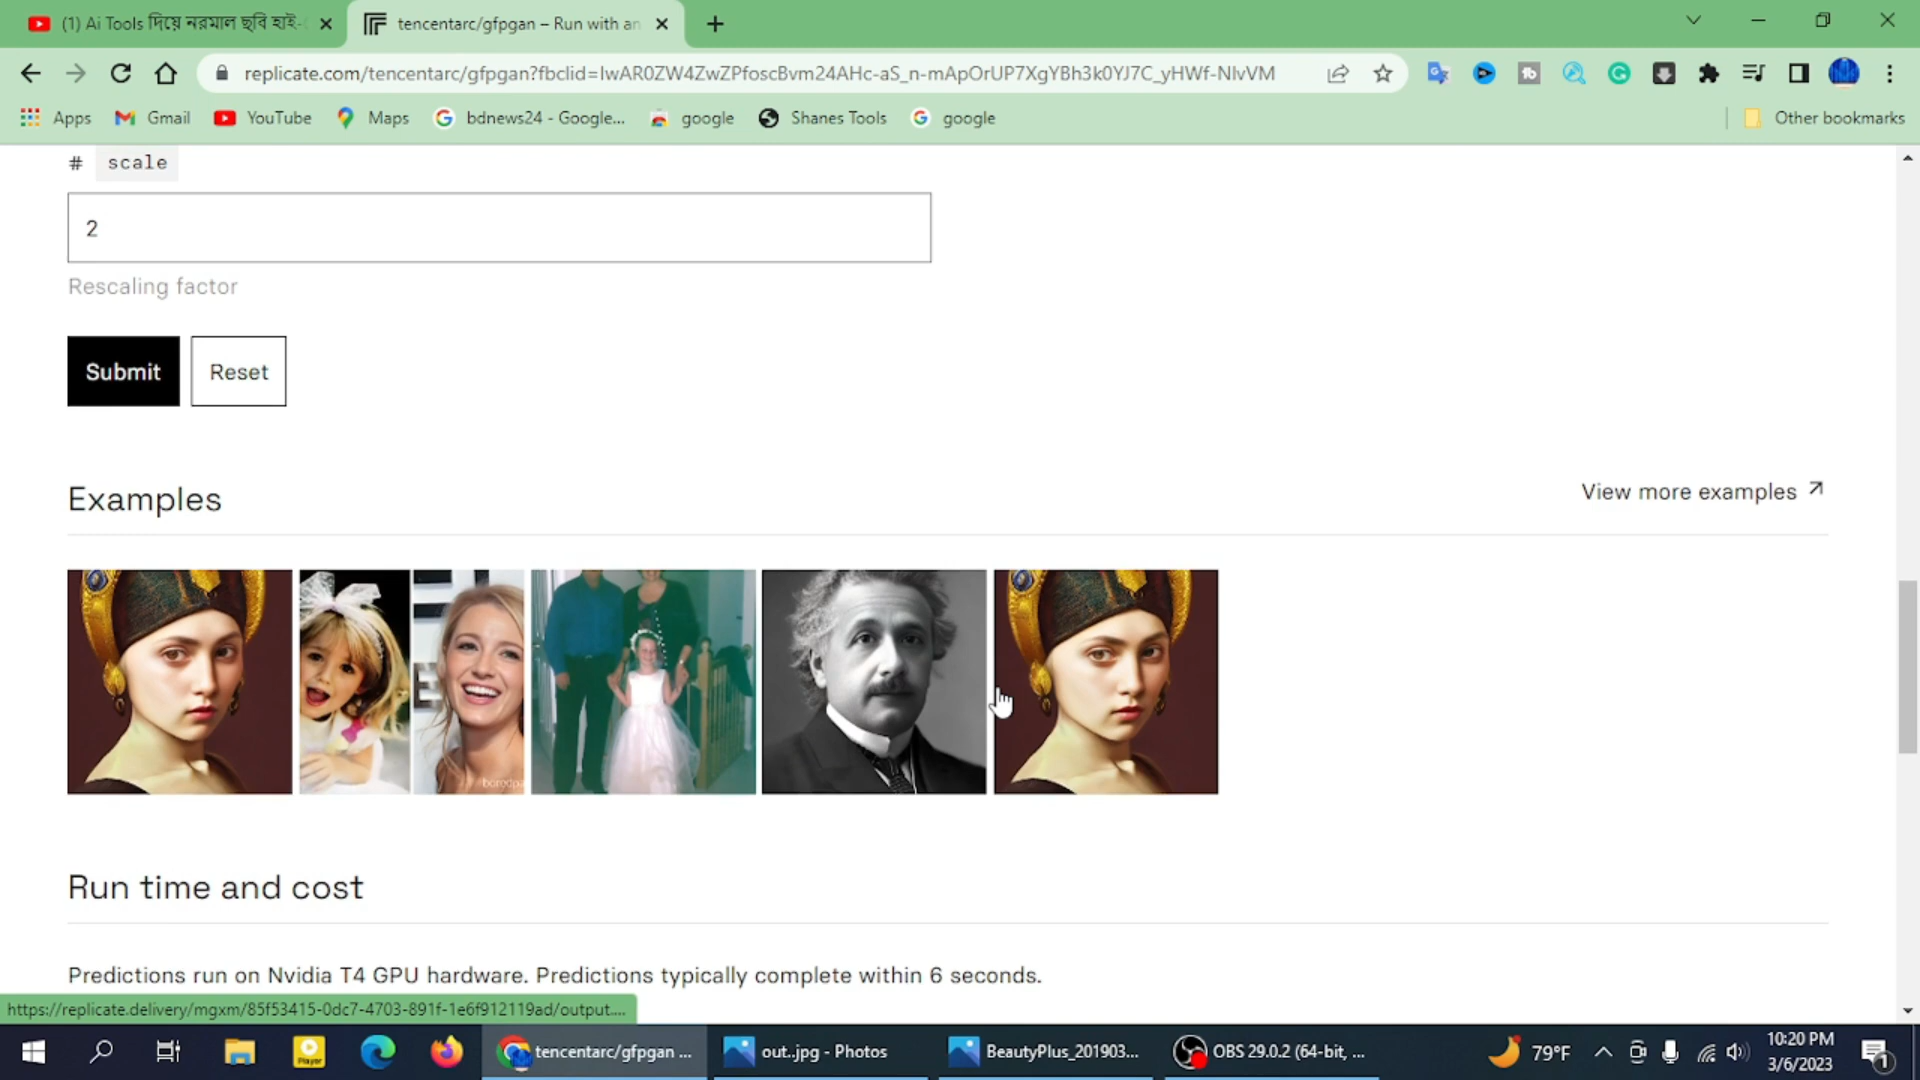 (1) Ai Tools দিয়ে নরমাল ছবি হাই-
tencentarc/gfpgan – Run with an
replicate.com/tencentarc/gfpgan?fbclid=IwAR0ZW4ZwZPfoscBvm24AHc-aS_n-mApOrUP7XgYBh3k0YJ7C_yHWf-NIvVM
Apps Gmail YouTube Maps bdnews24 - Google... google Shanes Tools google Other bookmarks
# scale
2
Rescaling factor
Submit Reset
Examples
View more examples
Run time and cost
Predictions run on Nvidia T4 GPU hardware. Predictions typically complete within 6 seconds.
https://replicate.delivery/mgxm/85f53415-0dc7-4703-891f-1e6f912119ad/output....
Player
tencentarc/gfpgan ...
out..jpg - Photos
BeautyPlus_201903...
OBS 29.0.2 (64-bit, ...
79°F
10:20 PM
3/6/2023
1